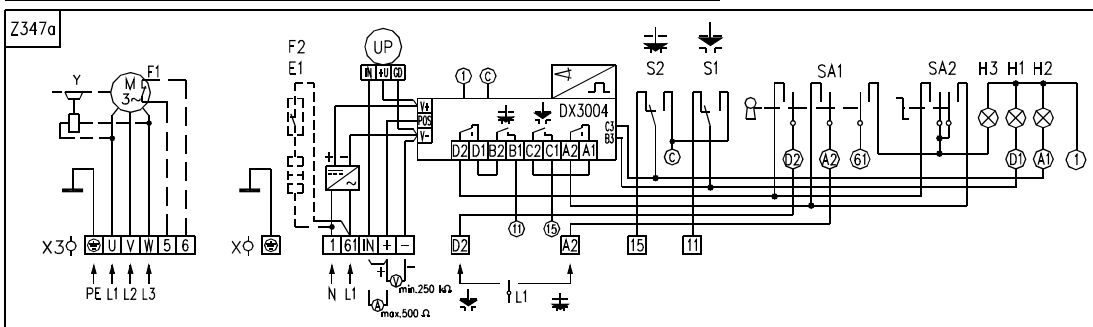 Z347a
Y
M
3~
F1
X3
U V W 5 6
PE L1 L2 L3
F2
E1
UP
IN +U GD
+ -
~
X
1 61 IN + -
N L1
+ V -
min.250 kΩ
A
max.500 Ω
1 C
V+
POS
V-
DX3004
C3
B3
D2 D1 B2 B1 C2 C1 A2 A1
11 15
D2 A2
L1
S2 S1
C
15 11
SA1
D2 A2 61
SA2
H3 H1 H2
D1 A1 1